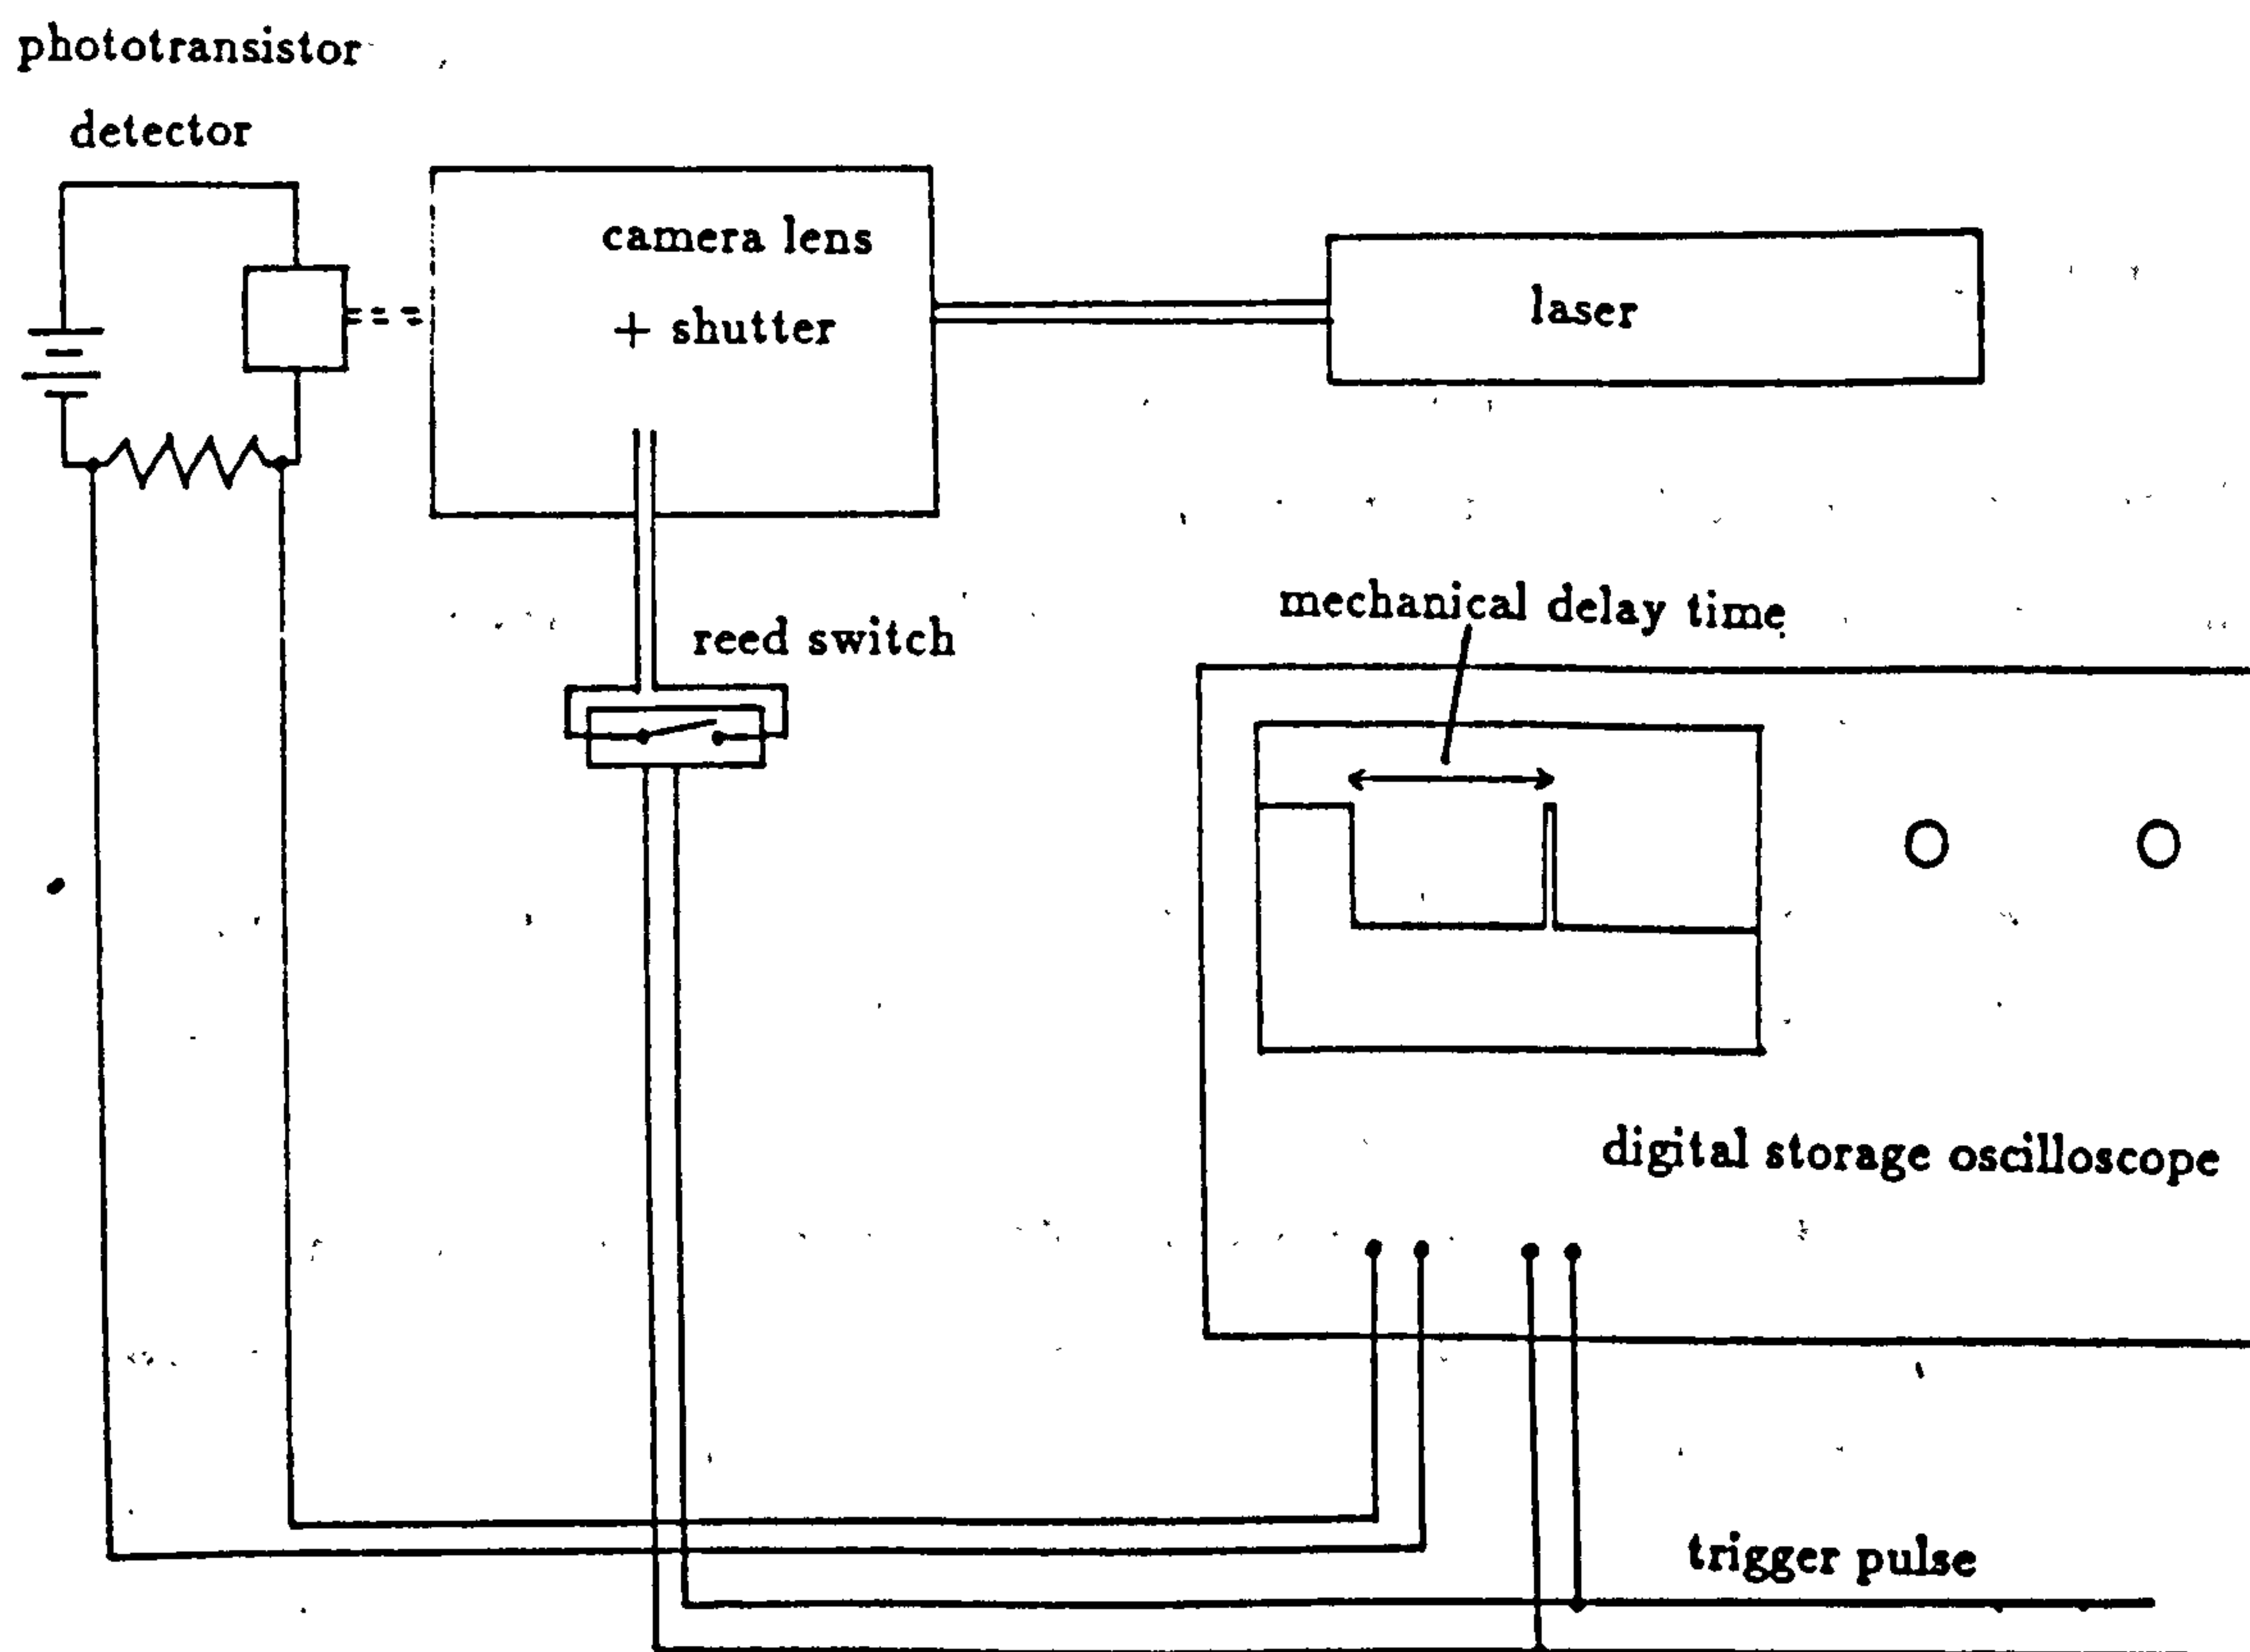 phototransistor
detector
camera lens
+ shutter
laser
reed switch
mechanical delay time
digital storage oscilloscope
trigger pulse